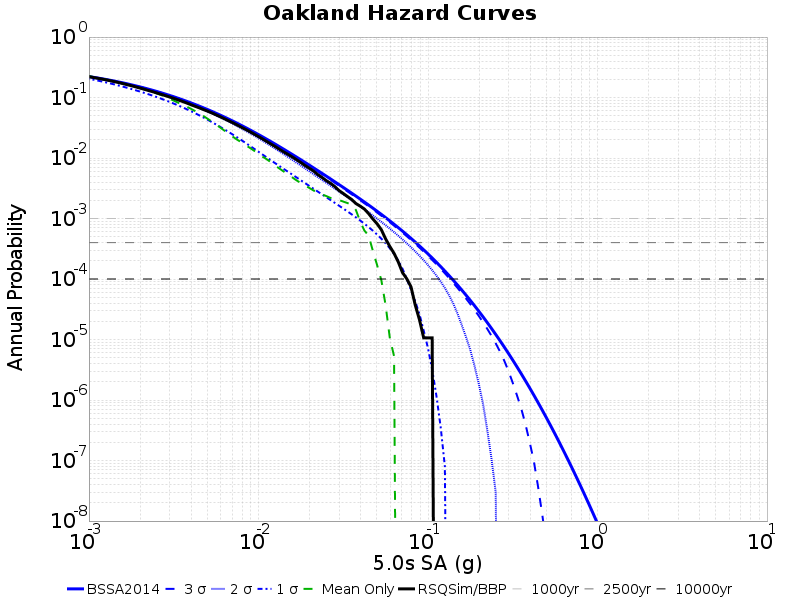 Oakland Hazard Curves
Annual Probability
10^0
10^-1
10^-2
10^-3
10^-4
10^-5
10^-6
10^-7
10^-8
10^-3 10^-2 10^-1 10^0 10^1
5.0s SA (g)
BSSA2014 3 σ 2 σ 1 σ Mean Only RSQSim/BBP 1000yr 2500yr 10000yr